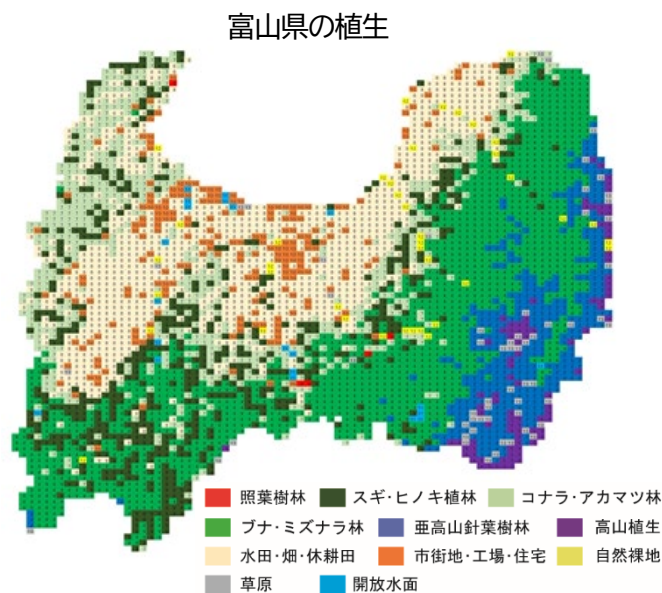 富山県の植生
照葉樹林 スギ・ヒノキ植林 コナラ・アカマツ林
ブナ・ミズナラ林 亜高山針葉樹林 高山植生
水田・畑・休耕田 市街地・工場・住宅 自然裸地
草原 開放水面